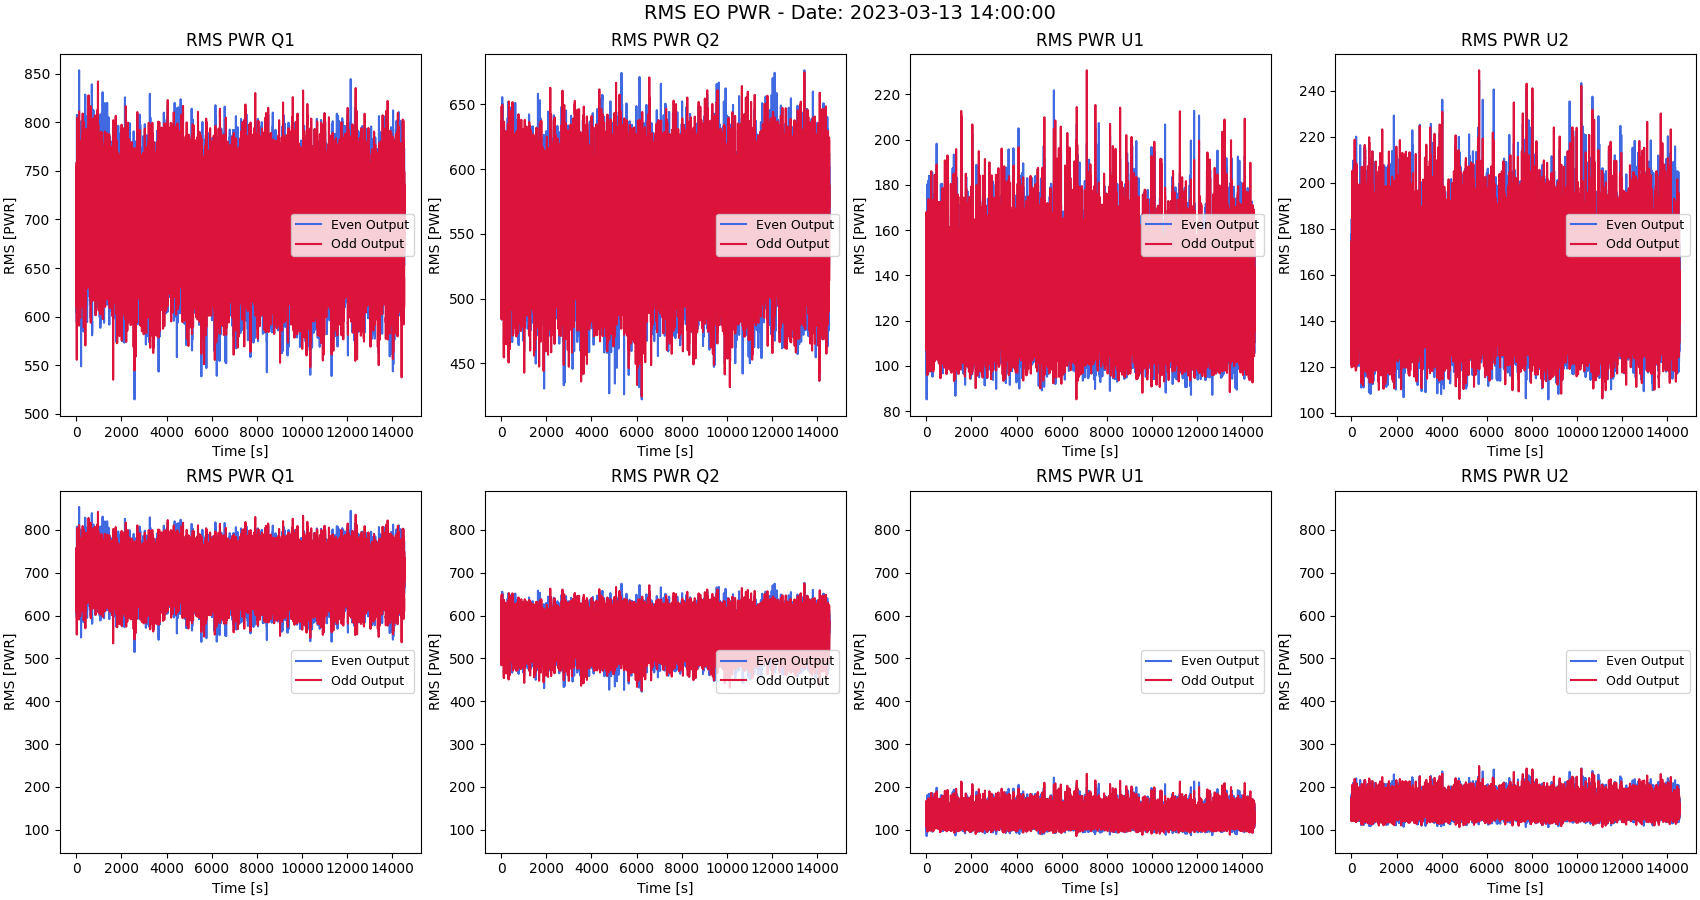 RMS EO PWR - Date: 2023-03-13 14:00:00
RMS PWR Q1
RMS [PWR]
850
800
750
700
650
600
550
500
0 2000 4000 6000 8000 10000 12000 14000
Time [s]
Even Output
Odd Output
RMS PWR Q2
RMS [PWR]
650
600
550
500
450
0 2000 4000 6000 8000 10000 12000 14000
Time [s]
Even Output
Odd Output
RMS PWR U1
RMS [PWR]
220
200
180
160
140
120
100
80
0 2000 4000 6000 8000 10000 12000 14000
Time [s]
Even Output
Odd Output
RMS PWR U2
RMS [PWR]
240
220
200
180
160
140
120
100
0 2000 4000 6000 8000 10000 12000 14000
Time [s]
Even Output
Odd Output
RMS PWR Q1
RMS [PWR]
800
700
600
500
400
300
200
100
0 2000 4000 6000 8000 10000 12000 14000
Time [s]
Even Output
Odd Output
RMS PWR Q2
RMS [PWR]
800
700
600
500
400
300
200
100
0 2000 4000 6000 8000 10000 12000 14000
Time [s]
Even Output
Odd Output
RMS PWR U1
RMS [PWR]
800
700
600
500
400
300
200
100
0 2000 4000 6000 8000 10000 12000 14000
Time [s]
Even Output
Odd Output
RMS PWR U2
RMS [PWR]
800
700
600
500
400
300
200
100
0 2000 4000 6000 8000 10000 12000 14000
Time [s]
Even Output
Odd Output